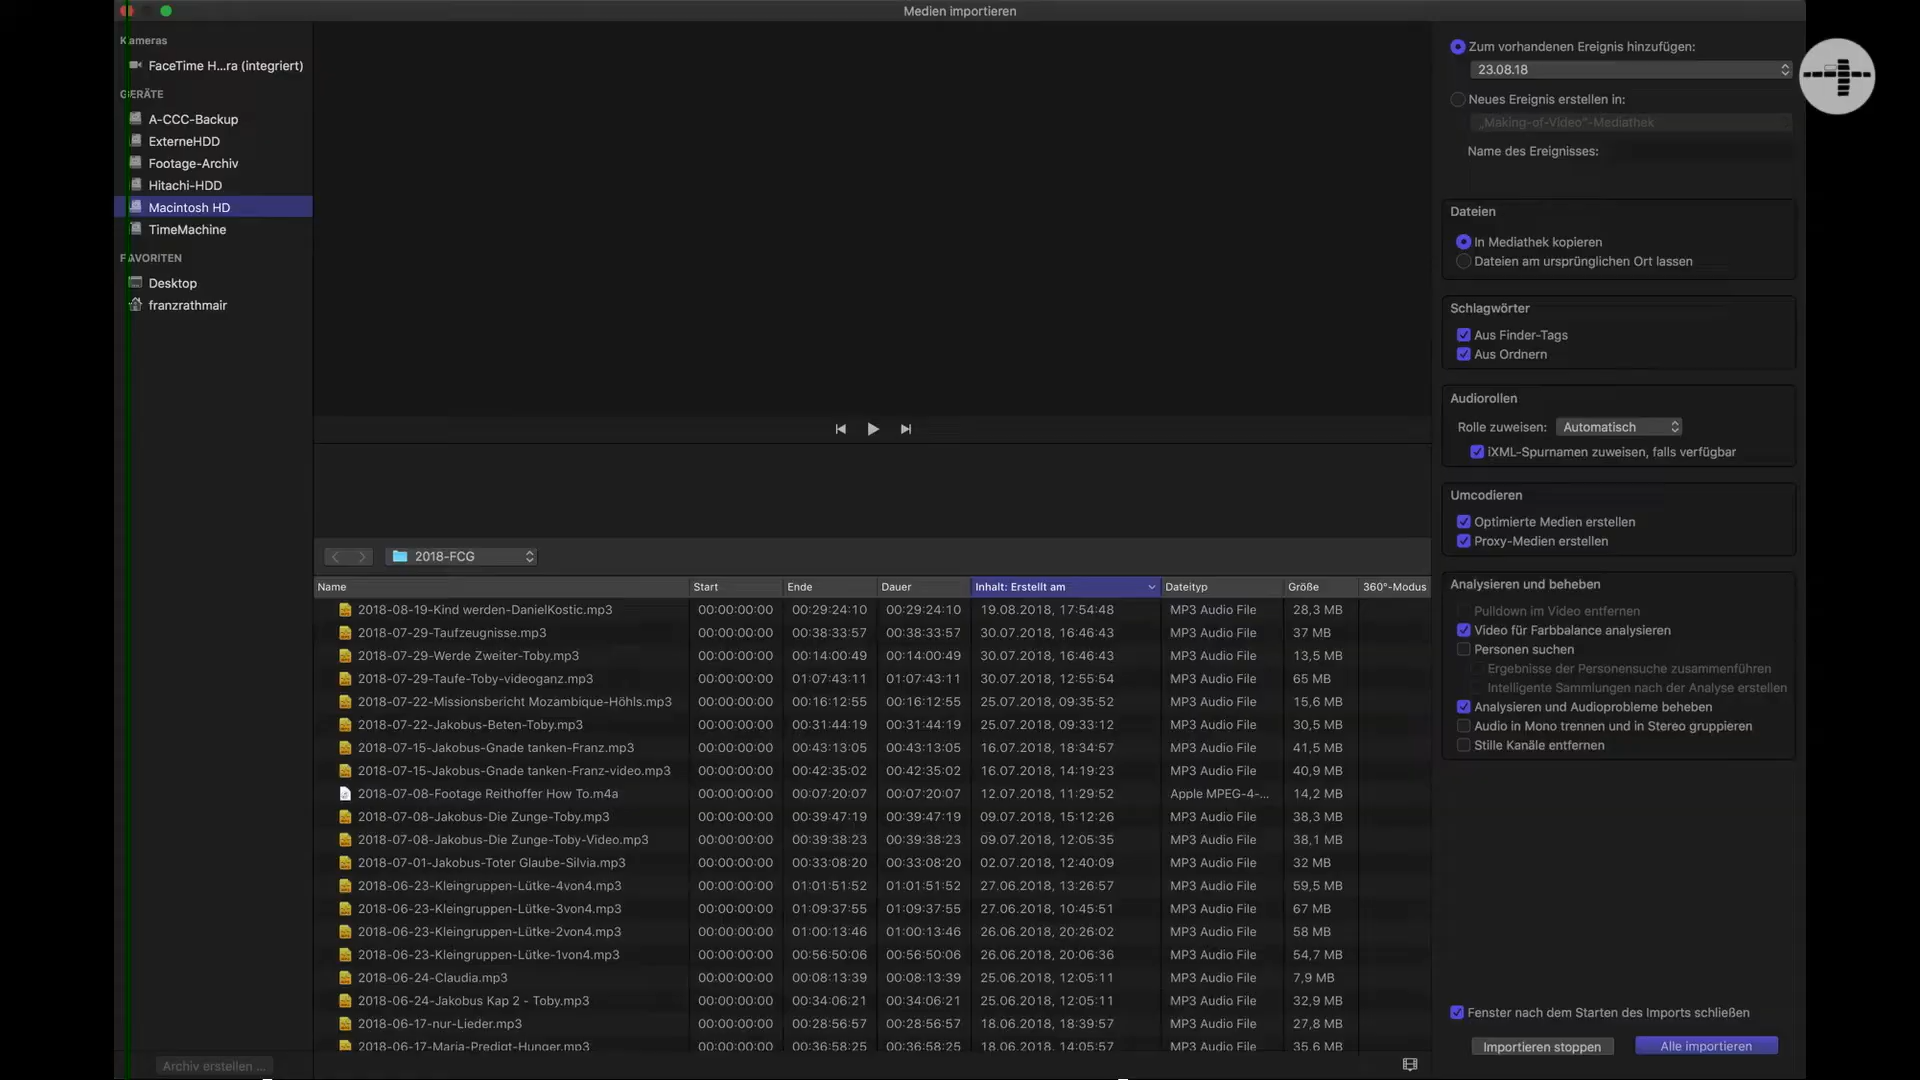 Medien importieren
Kameras
FaceTime H...ra (integriert)
GERÄTE
A-CCC-Backup
ExterneHDD
Footage-Archiv
Hitachi-HDD
Macintosh HD
TimeMachine
FAVORITEN
Desktop
franzrathmair
Archiv erstellen ...
2018-FCG
Name Start Ende Dauer Inhalt: Erstellt am Dateityp Größe 360°-Modus
2018-08-19-Kind werden-DanielKostic.mp3 00:00:00:00 00:29:24:10 00:29:24:10 19.08.2018, 17:54:48 MP3 Audio File 28,3 MB
2018-07-29-Taufzeugnisse.mp3 00:00:00:00 00:38:33:57 00:38:33:57 30.07.2018, 16:46:43 MP3 Audio File 37 MB
2018-07-29-Werde Zweiter-Toby.mp3 00:00:00:00 00:14:00:49 00:14:00:49 30.07.2018, 16:46:43 MP3 Audio File 13,5 MB
2018-07-29-Taufe-Toby-videoganz.mp3 00:00:00:00 01:07:43:11 01:07:43:11 30.07.2018, 12:55:54 MP3 Audio File 65 MB
2018-07-22-Missionsbericht Mozambique-Höhls.mp3 00:00:00:00 00:16:12:55 00:16:12:55 25.07.2018, 09:35:52 MP3 Audio File 15,6 MB
2018-07-22-Jakobus-Beten-Toby.mp3 00:00:00:00 00:31:44:19 00:31:44:19 25.07.2018, 09:33:12 MP3 Audio File 30,5 MB
2018-07-15-Jakobus-Gnade tanken-Franz.mp3 00:00:00:00 00:43:13:05 00:43:13:05 16.07.2018, 18:34:57 MP3 Audio File 41,5 MB
2018-07-15-Jakobus-Gnade tanken-Franz-video.mp3 00:00:00:00 00:42:35:02 00:42:35:02 16.07.2018, 14:19:23 MP3 Audio File 40,9 MB
2018-07-08-Footage Reithoffer How To.m4a 00:00:00:00 00:07:20:07 00:07:20:07 12.07.2018, 11:29:52 Apple MPEG-4-... 14,2 MB
2018-07-08-Jakobus-Die Zunge-Toby.mp3 00:00:00:00 00:39:47:19 00:39:47:19 09.07.2018, 15:12:26 MP3 Audio File 38,3 MB
2018-07-08-Jakobus-Die Zunge-Toby-Video.mp3 00:00:00:00 00:39:38:23 00:39:38:23 09.07.2018, 12:05:35 MP3 Audio File 38,1 MB
2018-07-01-Jakobus-Toter Glaube-Silvia.mp3 00:00:00:00 00:33:08:20 00:33:08:20 02.07.2018, 12:40:09 MP3 Audio File 32 MB
2018-06-23-Kleingruppen-Lütke-4von4.mp3 00:00:00:00 01:01:51:52 01:01:51:52 27.06.2018, 13:26:57 MP3 Audio File 59,5 MB
2018-06-23-Kleingruppen-Lütke-3von4.mp3 00:00:00:00 01:09:37:55 01:09:37:55 27.06.2018, 10:45:51 MP3 Audio File 67 MB
2018-06-23-Kleingruppen-Lütke-2von4.mp3 00:00:00:00 01:00:13:46 01:00:13:46 26.06.2018, 20:26:02 MP3 Audio File 58 MB
2018-06-23-Kleingruppen-Lütke-1von4.mp3 00:00:00:00 00:56:50:06 00:56:50:06 26.06.2018, 20:06:36 MP3 Audio File 54,7 MB
2018-06-24-Claudia.mp3 00:00:00:00 00:08:13:39 00:08:13:39 25.06.2018, 12:05:11 MP3 Audio File 7,9 MB
2018-06-24-Jakobus Kap 2 - Toby.mp3 00:00:00:00 00:34:06:21 00:34:06:21 25.06.2018, 12:05:11 MP3 Audio File 32,9 MB
2018-06-17-nur-Lieder.mp3 00:00:00:00 00:28:56:57 00:28:56:57 18.06.2018, 18:39:57 MP3 Audio File 27,8 MB
2018-06-17-Maria-Predigt-Hunger.mp3 00:00:00:00 00:36:58:25 00:36:58:25 18.06.2018, 14:05:57 MP3 Audio File 35,6 MB
Zum vorhandenen Ereignis hinzufügen:
23.08.18
Neues Ereignis erstellen in:
„Making-of-Video"-Mediathek
Name des Ereignisses:
Dateien
In Mediathek kopieren
Dateien am ursprünglichen Ort lassen
Schlagwörter
Aus Finder-Tags
Aus Ordnern
Audiorollen
Rolle zuweisen: Automatisch
iXML-Spurnamen zuweisen, falls verfügbar
Umcodieren
Optimierte Medien erstellen
Proxy-Medien erstellen
Analysieren und beheben
Pulldown im Video entfernen
Video für Farbbalance analysieren
Personen suchen
Ergebnisse der Personensuche zusammenführen
Intelligente Sammlungen nach der Analyse erstellen
Analysieren und Audioprobleme beheben
Audio in Mono trennen und in Stereo gruppieren
Stille Kanäle entfernen
Fenster nach dem Starten des Imports schließen
Importieren stoppen
Alle importieren